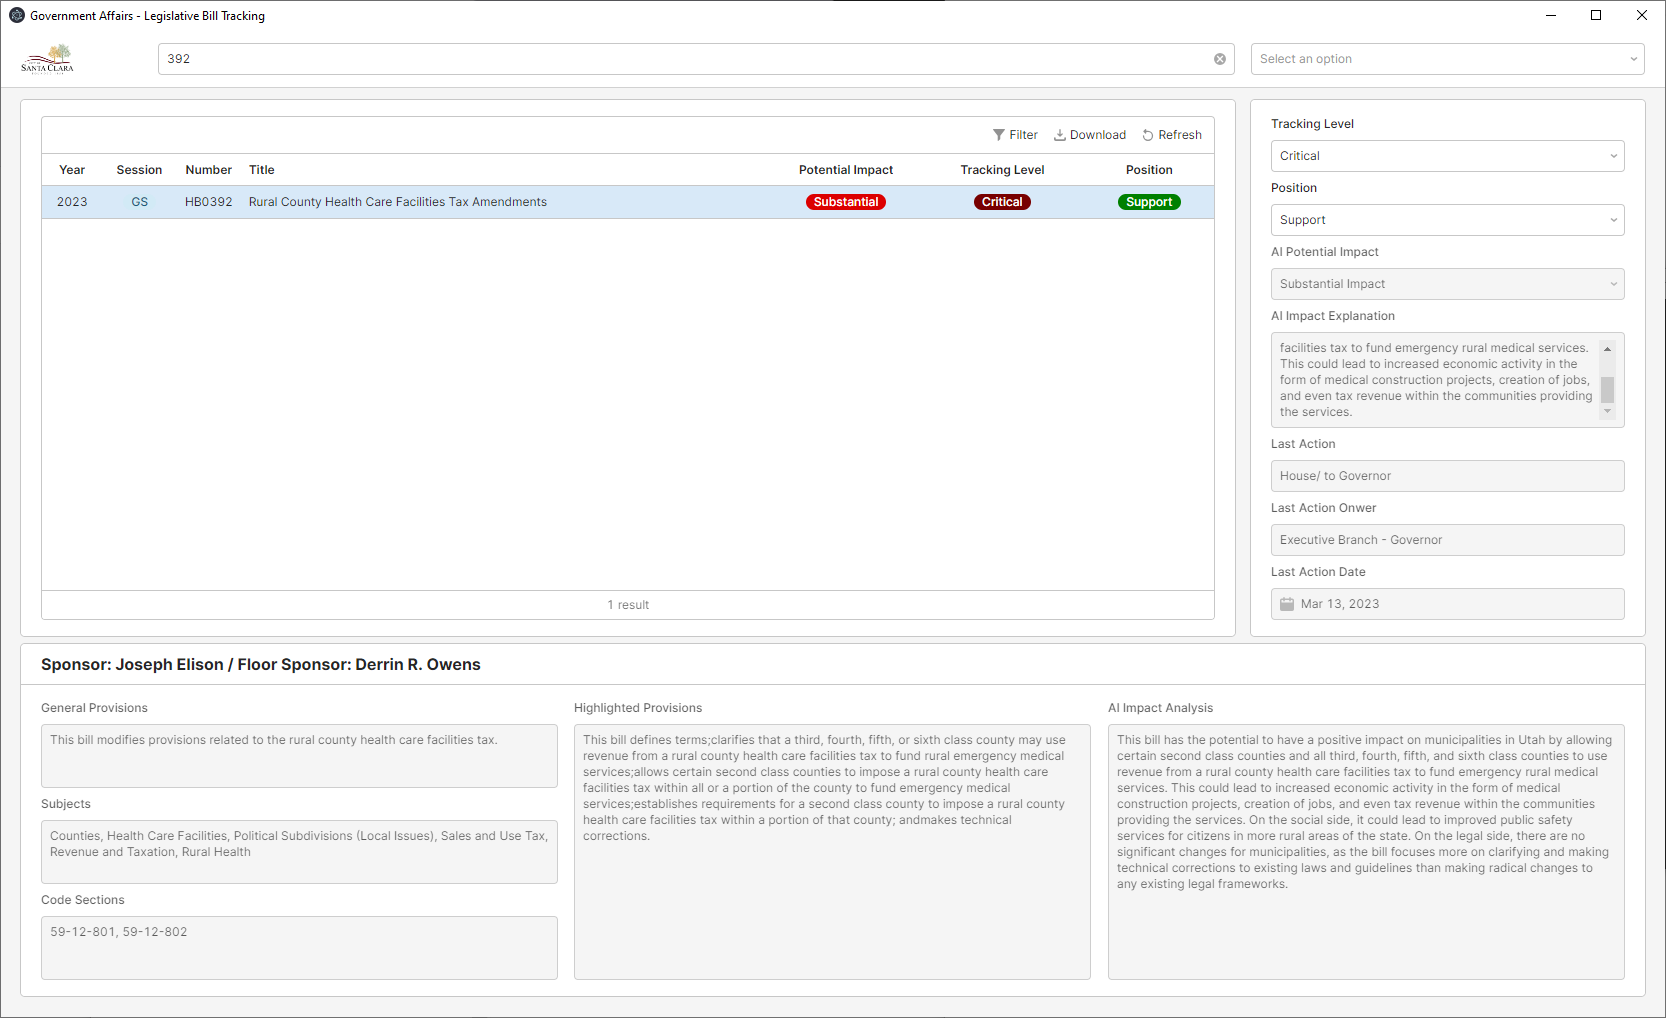 Government Affairs - Legislative Bill Tracking
SANTA CLARA
392
Select an option
Filter
Download
Refresh
Year
Session
Number
Title
Potential Impact
Tracking Level
Position
2023
GS
HB0392
Rural County Health Care Facilities Tax Amendments
Substantial
Critical
Support
1 result
Tracking Level
Critical
Position
Support
AI Potential Impact
Substantial Impact
AI Impact Explanation
facilities tax to fund emergency rural medical services.
This could lead to increased economic activity in the
form of medical construction projects, creation of jobs,
and even tax revenue within the communities providing
the services.
Last Action
House/ to Governor
Last Action Onwer
Executive Branch - Governor
Last Action Date
Mar 13, 2023
Sponsor: Joseph Elison / Floor Sponsor: Derrin R. Owens
General Provisions
This bill modifies provisions related to the rural county health care facilities tax.
Subjects
Counties, Health Care Facilities, Political Subdivisions (Local Issues), Sales and Use Tax,
Revenue and Taxation, Rural Health
Code Sections
59-12-801, 59-12-802
Highlighted Provisions
This bill defines terms;clarifies that a third, fourth, fifth, or sixth class county may use
revenue from a rural county health care facilities tax to fund rural emergency medical
services;allows certain second class counties to impose a rural county health care
facilities tax within all or a portion of the county to fund emergency medical
services;establishes requirements for a second class county to impose a rural county
health care facilities tax within a portion of that county; andmakes technical
corrections.
AI Impact Analysis
This bill has the potential to have a positive impact on municipalities in Utah by allowing
certain second class counties and all third, fourth, fifth, and sixth class counties to use
revenue from a rural county health care facilities tax to fund emergency rural medical
services. This could lead to increased economic activity in the form of medical
construction projects, creation of jobs, and even tax revenue within the communities
providing the services. On the social side, it could lead to improved public safety
services for citizens in more rural areas of the state. On the legal side, there are no
significant changes for municipalities, as the bill focuses more on clarifying and making
technical corrections to existing laws and guidelines than making radical changes to
any existing legal frameworks.